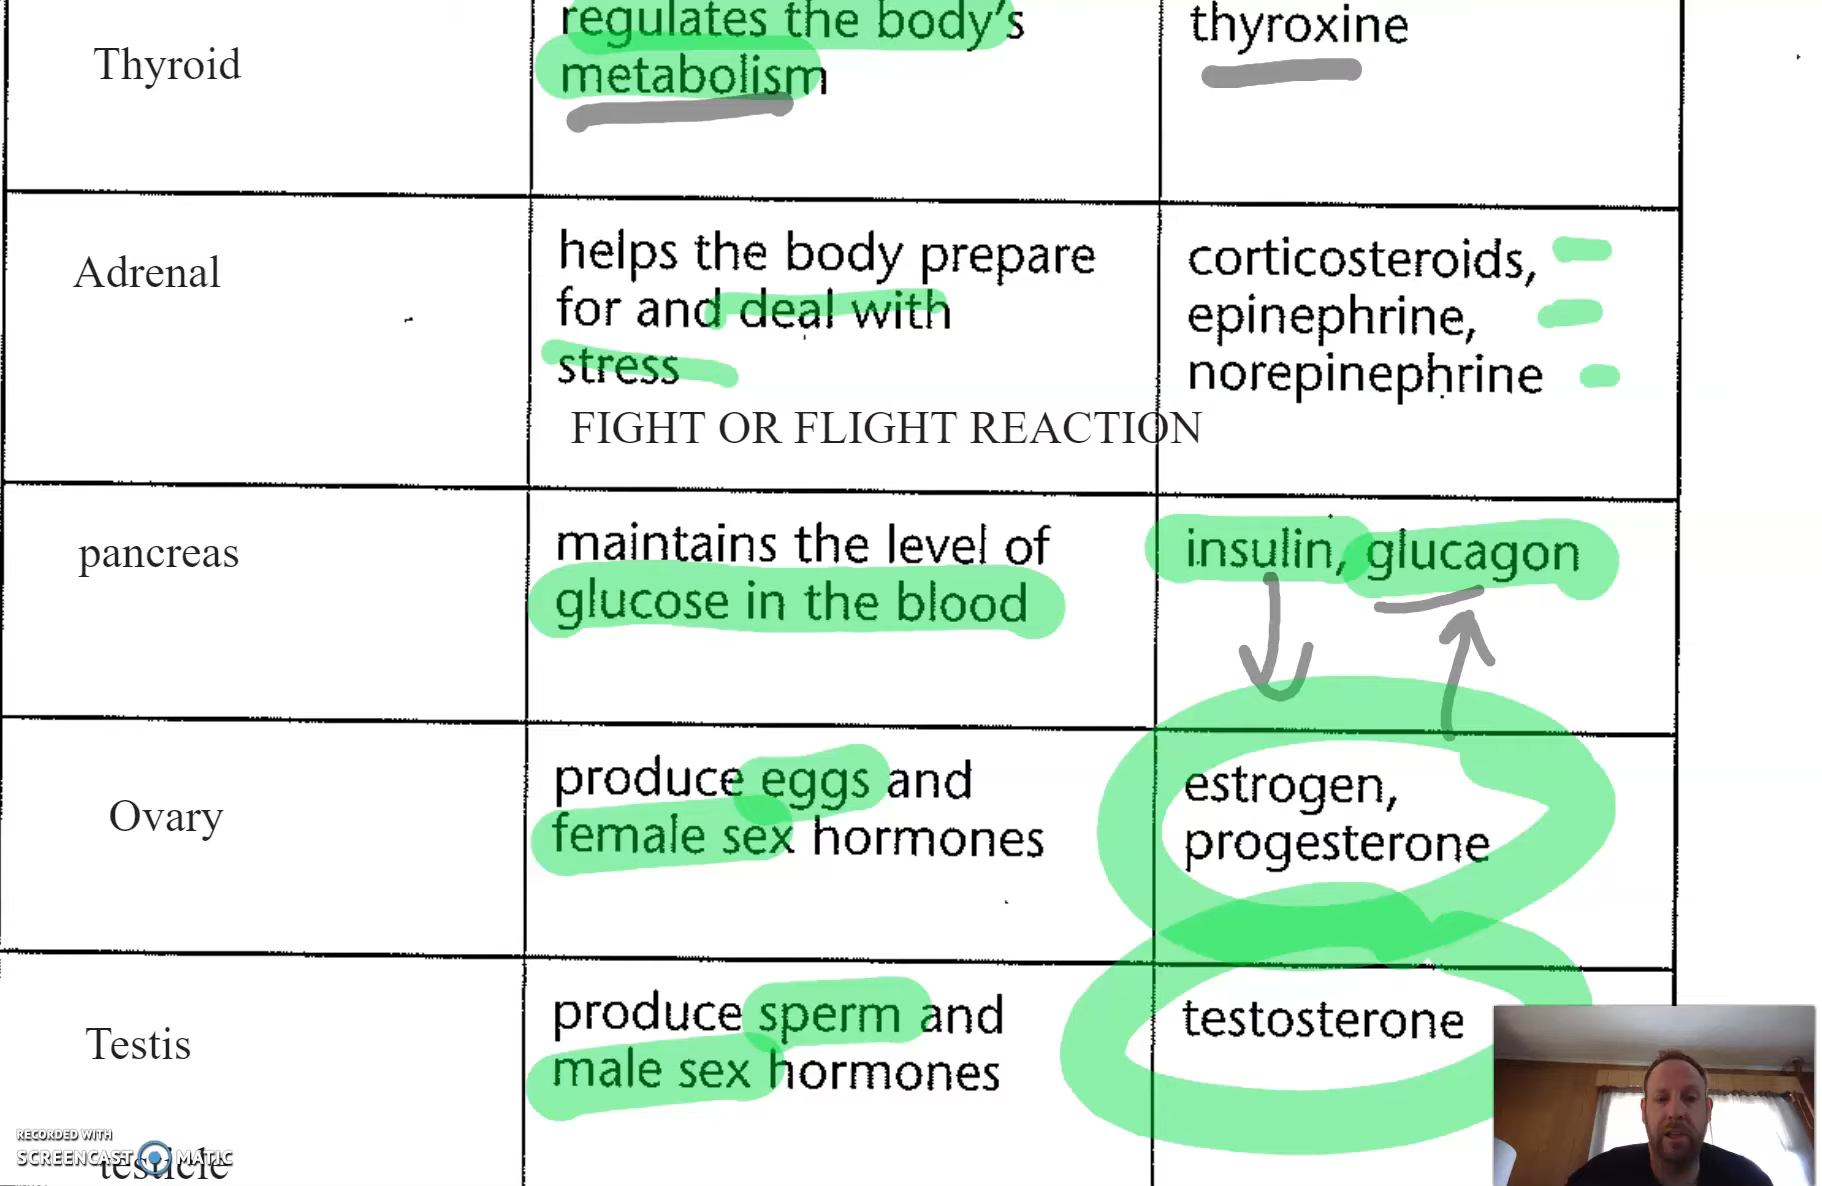 Thyroid
regulates the body's
metabolism
thyroxine
Adrenal
helps the body prepare
for and deal with
stress
FIGHT OR FLIGHT REACTION
corticosteroids,
epinephrine,
norepinephrine
pancreas
maintains the level of
glucose in the blood
insulin, glucagon
Ovary
produce eggs and
female sex hormones
estrogen,
progesterone
Testis
testicle
produce sperm and
male sex hormones
testosterone
RECORDED WITH
SCREENCAST MATIC